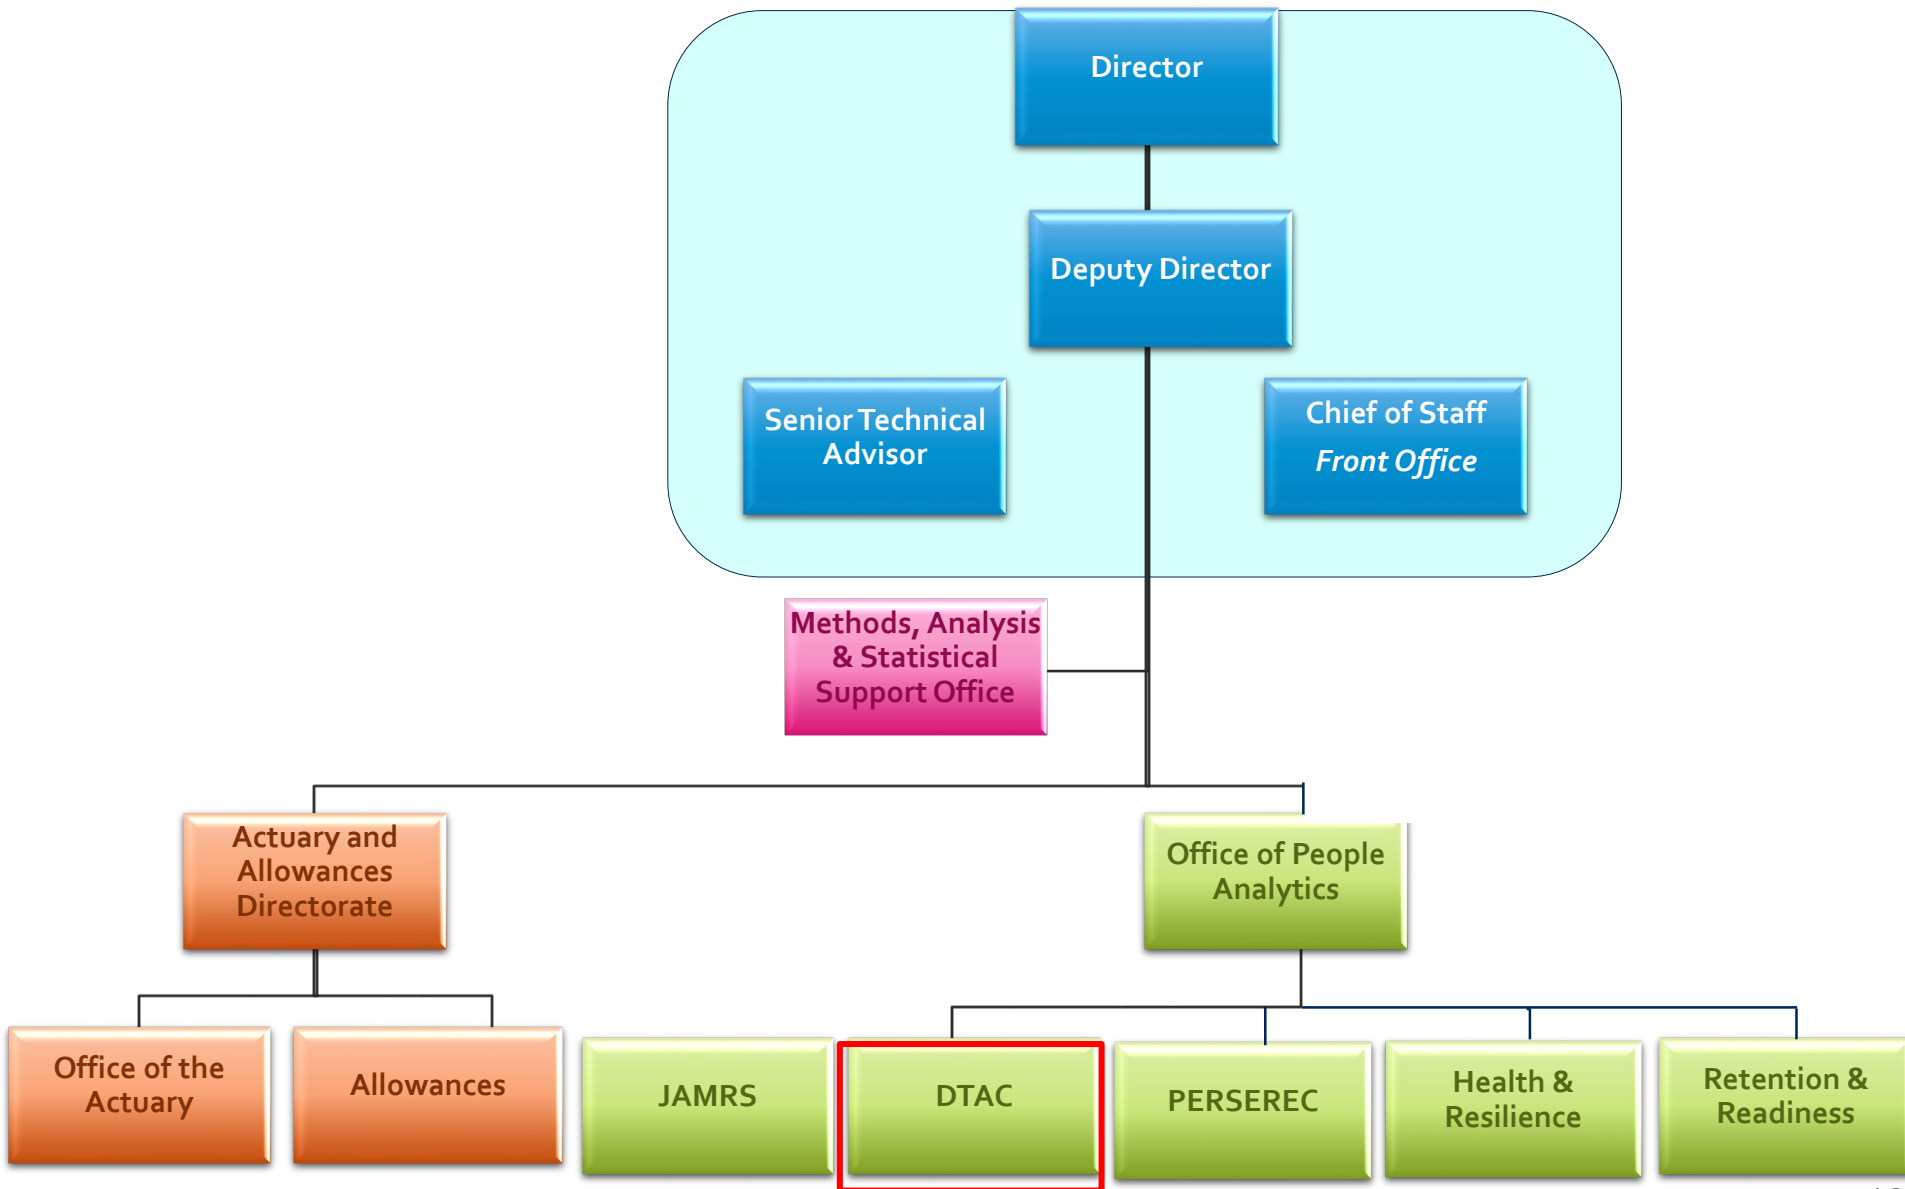 Director
Deputy Director
Senior Technical
Advisor
Chief of Staff
Front Office
Methods, Analysis
& Statistical
Support Office
Actuary and
Allowances
Directorate
Office of People
Analytics
Office of the
Actuary
Allowances
JAMRS
DTAC
PERSEREC
Health &
Resilience
Retention &
Readiness